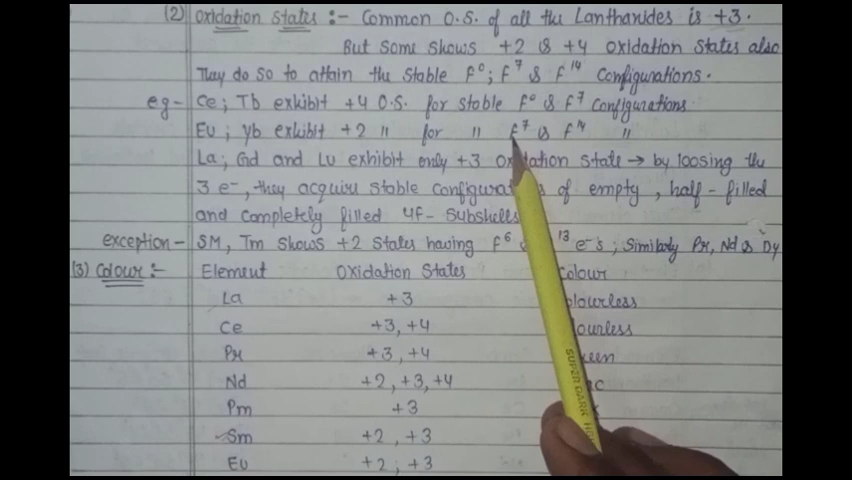 (2) Oxidation States :- Common O.S. of all the Lanthanides is +3.
But Some Shows +2 & +4 Oxidation States also
They do so to attain the Stable f⁰; f⁷ & f¹⁴ Configurations.
eg- Ce; Tb exhibit +4 O.S. for stable f⁰ & f⁷ Configurations
Eu; Yb exhibit +2 " for " f⁷ & f¹⁴ "
La; Gd and Lu exhibit only +3 oxidation State → by loosing the
3 e⁻, they acquire stable of empty, half-filled
and completely filled 4f- Subshells
exception- SM, Tm shows +2 States having f⁶ 13 e⁻s; Similarly Pr, Nd & Dy
(3) Colour :- Element Oxidation States Colour
La +3
Ce +3, +4
Pr +3, +4
Nd +2, +3, +4
Pm +3
Sm +2, +3
Eu +2, +3
SUPER DARK